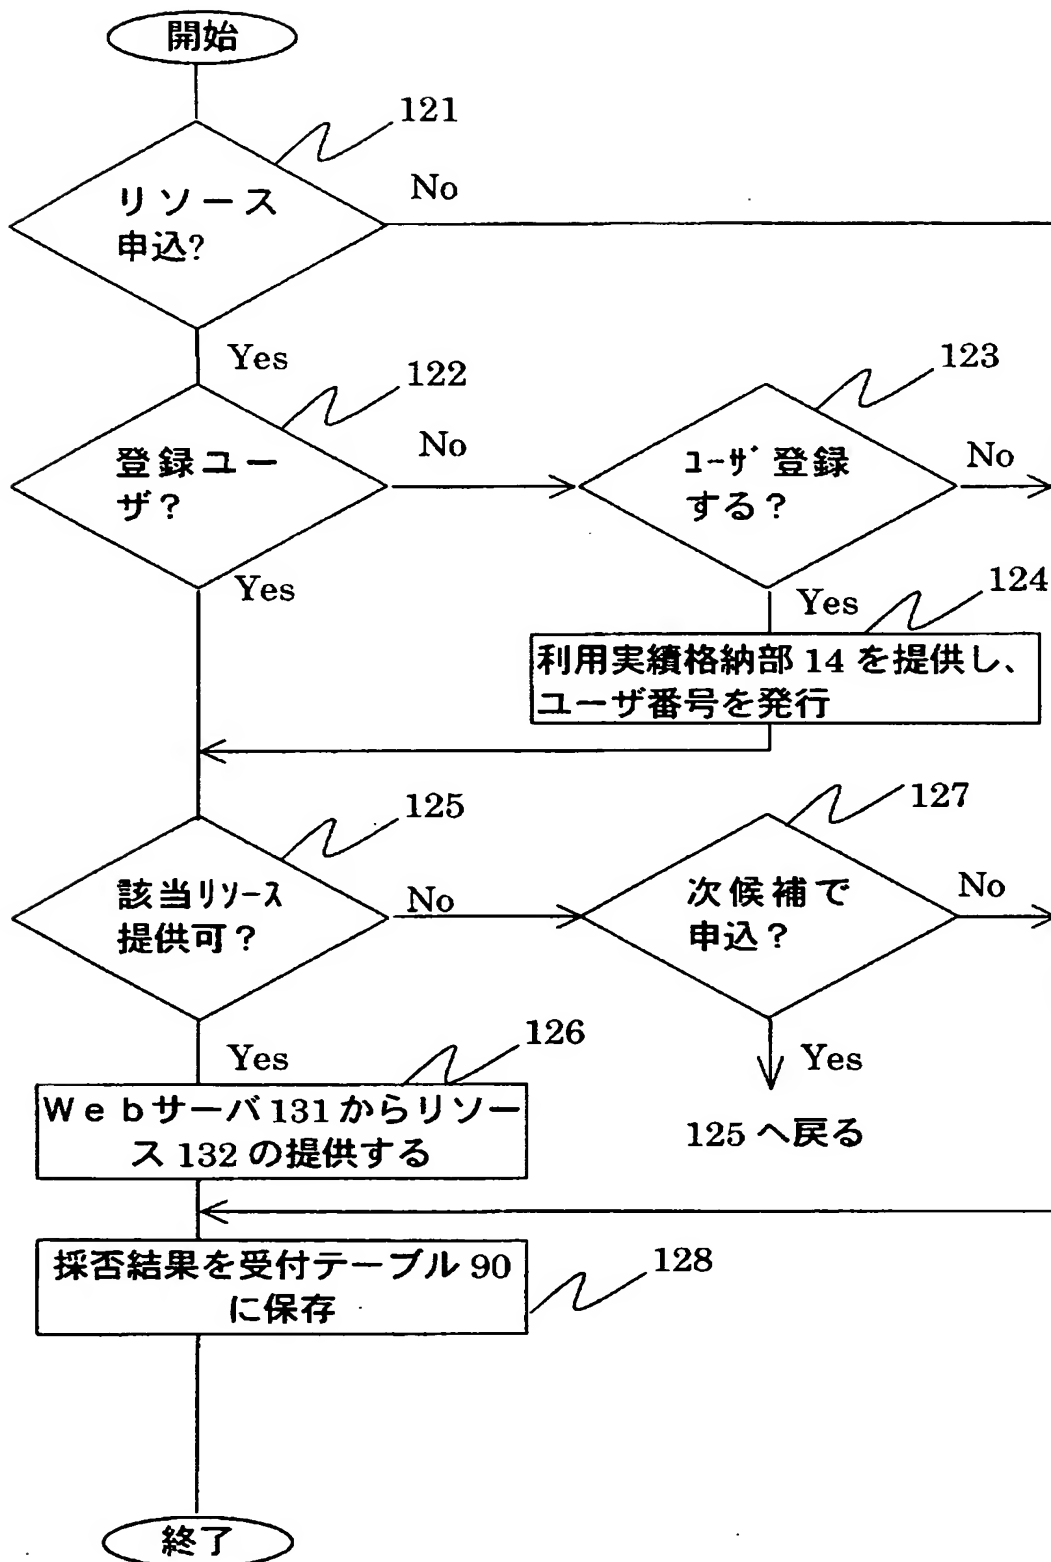 開始
121
リソース
申込?
No
Yes
122
登録ユー
ザ?
No
123
ユーザ登録
する?
No
Yes
Yes
124
利用実績格納部 14 を提供し、
ユーザ番号を発行
125
該当リソース
提供可?
No
127
次候補で
申込?
No
Yes
126
Yes
Webサーバ 131 からリソー
ス 132 の提供する
125 へ戻る
採否結果を受付テーブル 90
に保存
128
終了